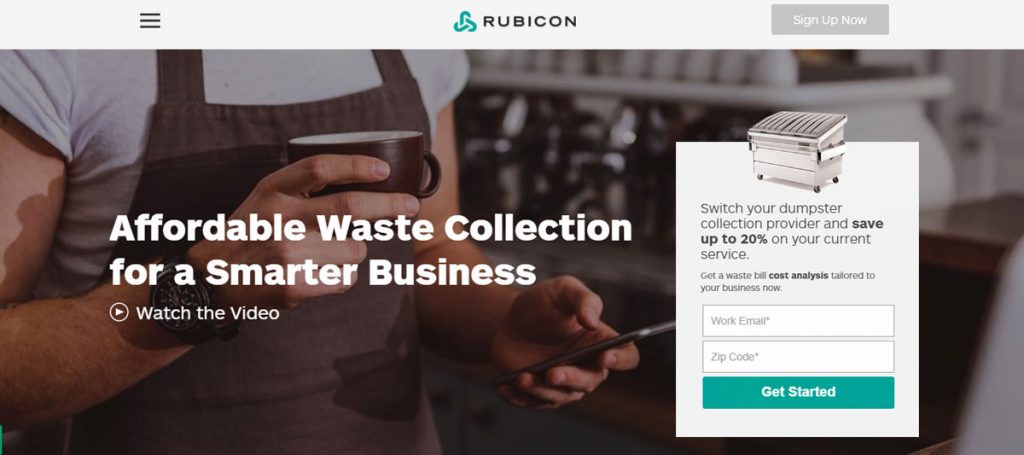 RUBICON
Sign Up Now
Affordable Waste Collection
for a Smarter Business
Watch the Video
Switch your dumpster
collection provider and save
up to 20% on your current
service.
Get a waste bill cost analysis tailored to
your business now.
Work Email*
Zip Code*
Get Started